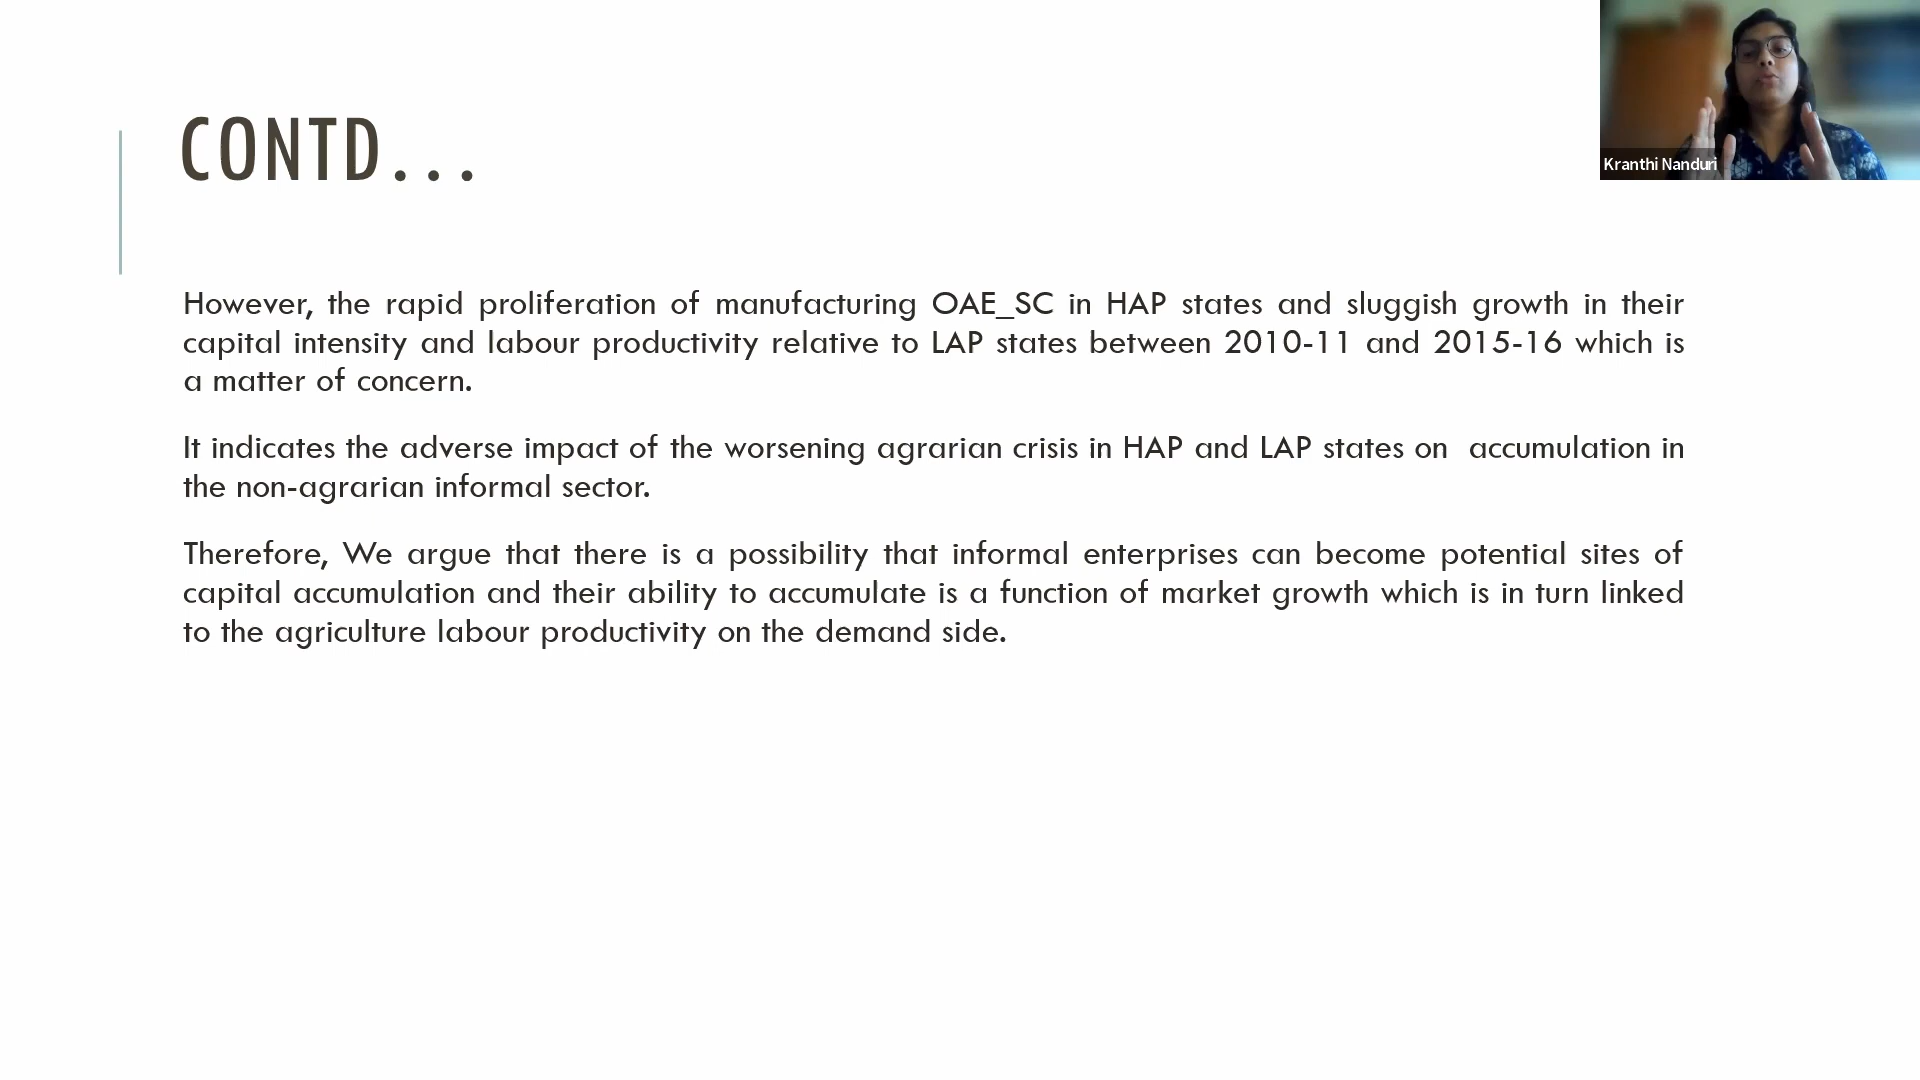 CONTD...
Kranthi Nanduri
However, the rapid proliferation of manufacturing OAE_SC in HAP states and sluggish growth in their
capital intensity and labour productivity relative to LAP states between 2010-11 and 2015-16 which is
a matter of concern.
It indicates the adverse impact of the worsening agrarian crisis in HAP and LAP states on  accumulation in
the non-agrarian informal sector.
Therefore, We argue that there is a possibility that informal enterprises can become potential sites of
capital accumulation and their ability to accumulate is a function of market growth which is in turn linked
to the agriculture labour productivity on the demand side.